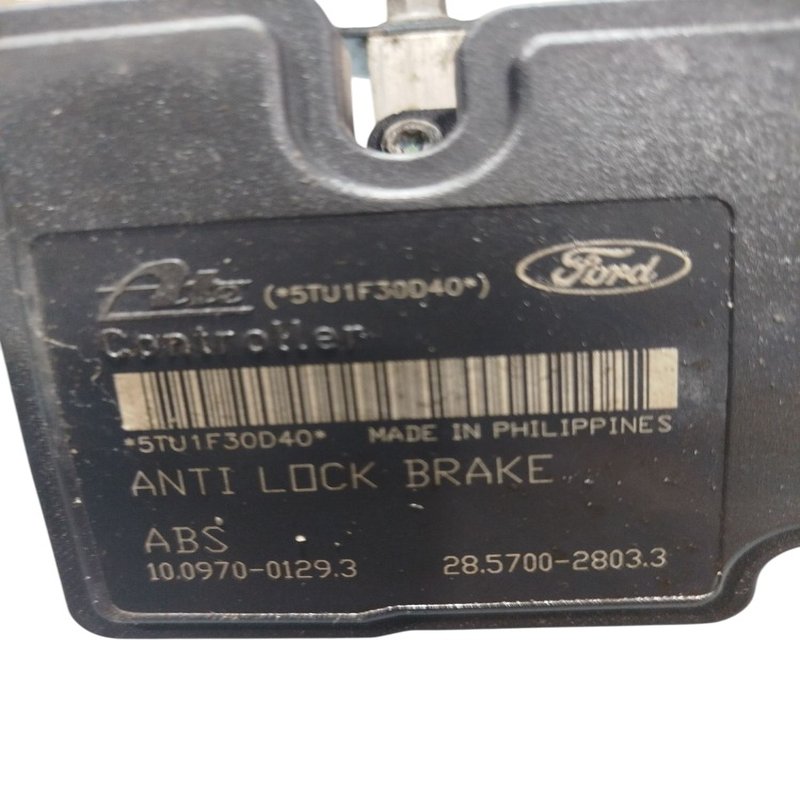 Ate (*5TU1F30D40*) Ford
Controller
*5TU1F30D40* MADE IN PHILIPPINES
ANTI LOCK BRAKE
ABS
10.0970-0129.3 28.5700-2803.3